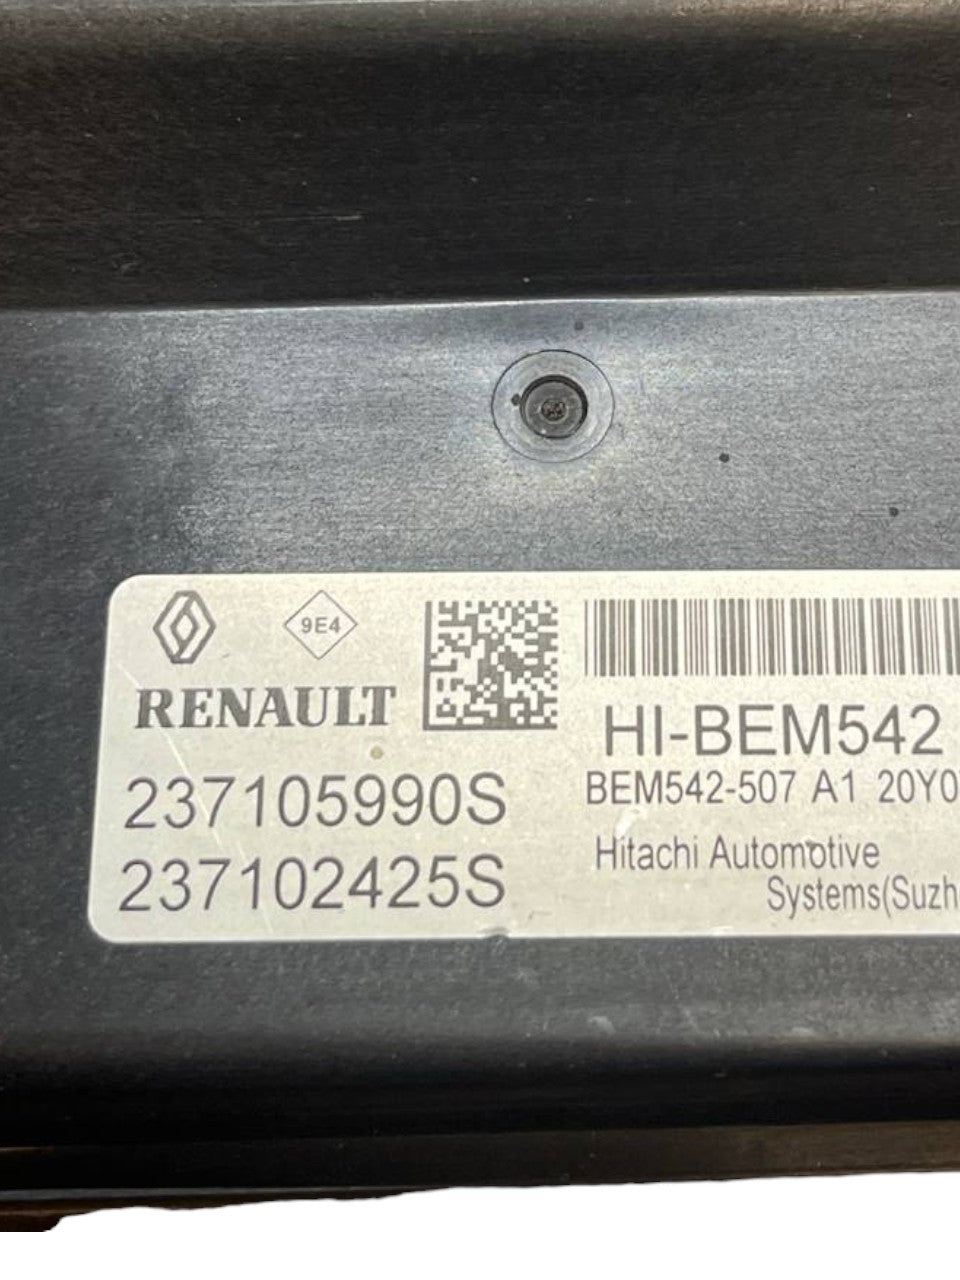 9E4
RENAULT
237105990S
237102425S
HI-BEM542
BEM542-507 A1
Hitachi Automotive